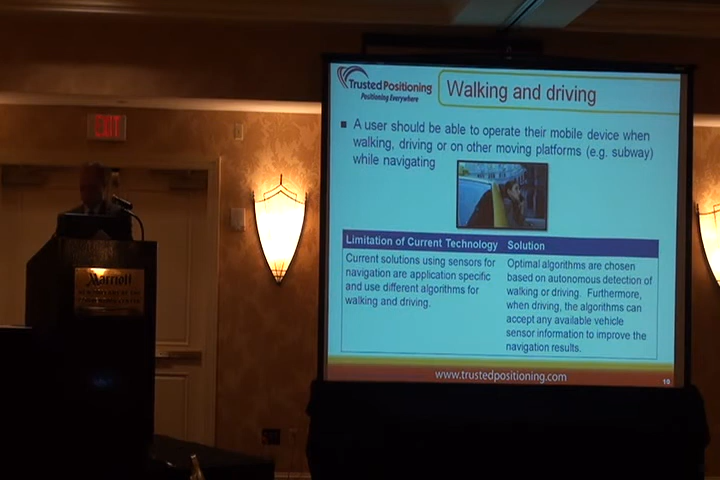 EXIT
Marriott
TrustedPositioning
Positioning Everywhere
Walking and driving
■ A user should be able to operate their mobile device when
walking, driving or on other moving platforms (e.g. subway)
while navigating
Limitation of Current Technology
Current solutions using sensors for
navigation are application specific
and use different algorithms for
walking and driving.
Solution
Optimal algorithms are chosen
based on autonomous detection of
walking or driving. Furthermore,
when driving, the algorithms can
accept any available vehicle
sensor information to improve the
navigation results.
www.trustedpositioning.com
10